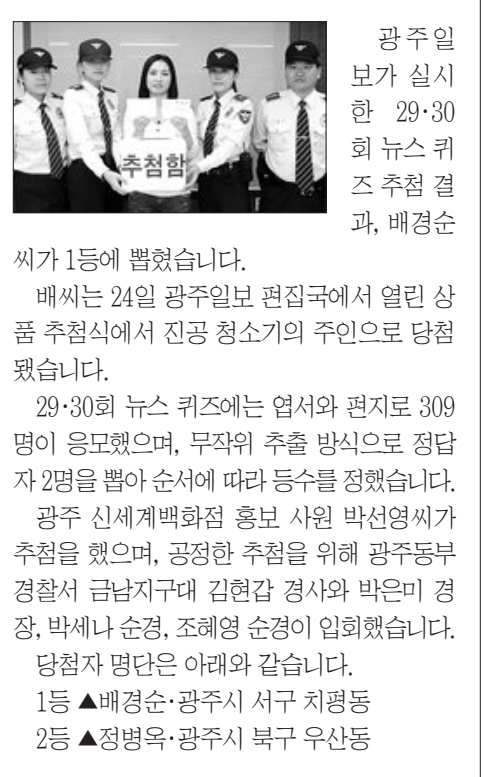 추첨함
광주일
보가 실시
한 29·30
회 뉴스 퀴
즈 추첨 결
과, 배경순
씨가 1등에 뽑혔습니다.
배씨는 24일 광주일보 편집국에서 열린 상
품 추첨식에서 진공 청소기의 주인으로 당첨
됐습니다.
29·30회 뉴스 퀴즈에는 엽서와 편지로 309
명이 응모했으며, 무작위 추출 방식으로 정답
자 2명을 뽑아 순서에 따라 등수를 정했습니다.
광주 신세계백화점 홍보 사원 박선영씨가
추첨을 했으며, 공정한 추첨을 위해 광주동부
경찰서 금남지구대 김현갑 경사와 박은미 경
장, 박세나 순경, 조혜영 순경이 입회했습니다.
당첨자 명단은 아래와 같습니다.
1등 ▲배경순·광주시 서구 치평동
2등 ▲정병옥·광주시 북구 우산동